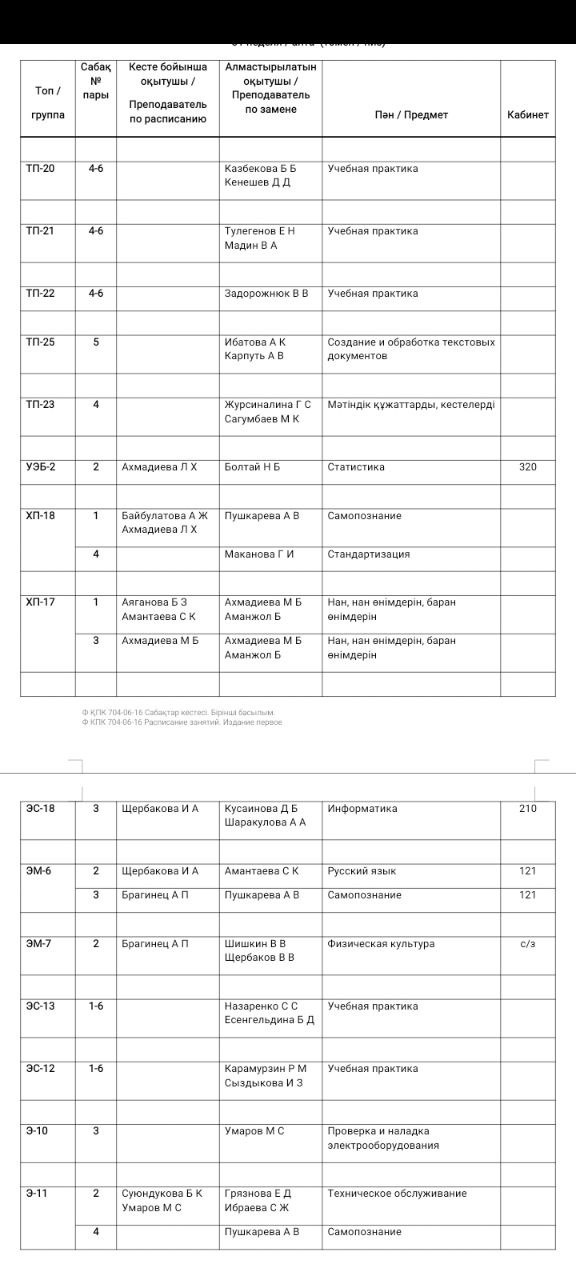 Топ /
группа
Сабақ
№
пары
Кесте бойынша
оқытушы /
Преподаватель
по расписанию
Алмастырылатын
оқытушы /
Преподаватель
по замене
Пән / Предмет
Кабинет
ТП-20 4-6 Казбекова Б Б Учебная практика
Кенешев Д Д
ТП-21 4-6 Тулегенов Е Н Учебная практика
Мадин В А
ТП-22 4-6 Задорожнюк В В Учебная практика
ТП-25 5 Ибатова А К Создание и обработка текстовых
Карпуть А В документов
ТП-23 4 Журсиналина Г С Мәтіндік құжаттарды, кестелерді
Сагумбаев М К
УЭБ-2 2 Ахмадиева Л Х Болтай Н Б Статистика 320
ХП-18 1 Байбулатова А Ж Пушкарева А В Самопознание
Ахмадиева Л Х
4 Маканова Г И Стандартизация
ХП-17 1 Аяганова Б З Ахмадиева М Б Нан, нан өнімдерін, баран
Амантаева С К Аманжол Б өнімдерін
3 Ахмадиева М Б Ахмадиева М Б Нан, нан өнімдерін, баран
Аманжол Б өнімдерін
Ф ҚПК 704-06-16 Сабақтар кестесі. Бірінші басылым.
Ф КПК 704-06-16 Расписание занятий. Издание первое
ЭС-18 3 Щербакова И А Кусаинова Д Б Информатика 210
Шаракулова А А
ЭМ-6 2 Щербакова И А Амантаева С К Русский язык 121
3 Брагинец А П Пушкарева А В Самопознание 121
ЭМ-7 2 Брагинец А П Шишкин В В Физическая культура с/з
Щербаков В В
ЭС-13 1-6 Назаренко С С Учебная практика
Есенгельдина Б Д
ЭС-12 1-6 Карамурзин Р М Учебная практика
Сыздыкова И З
Э-10 3 Умаров М С Проверка и наладка
электрооборудования
Э-11 2 Суюндукова Б К Грязнова Е Д Техническое обслуживание
Умаров М С Ибраева С Ж
4 Пушкарева А В Самопознание